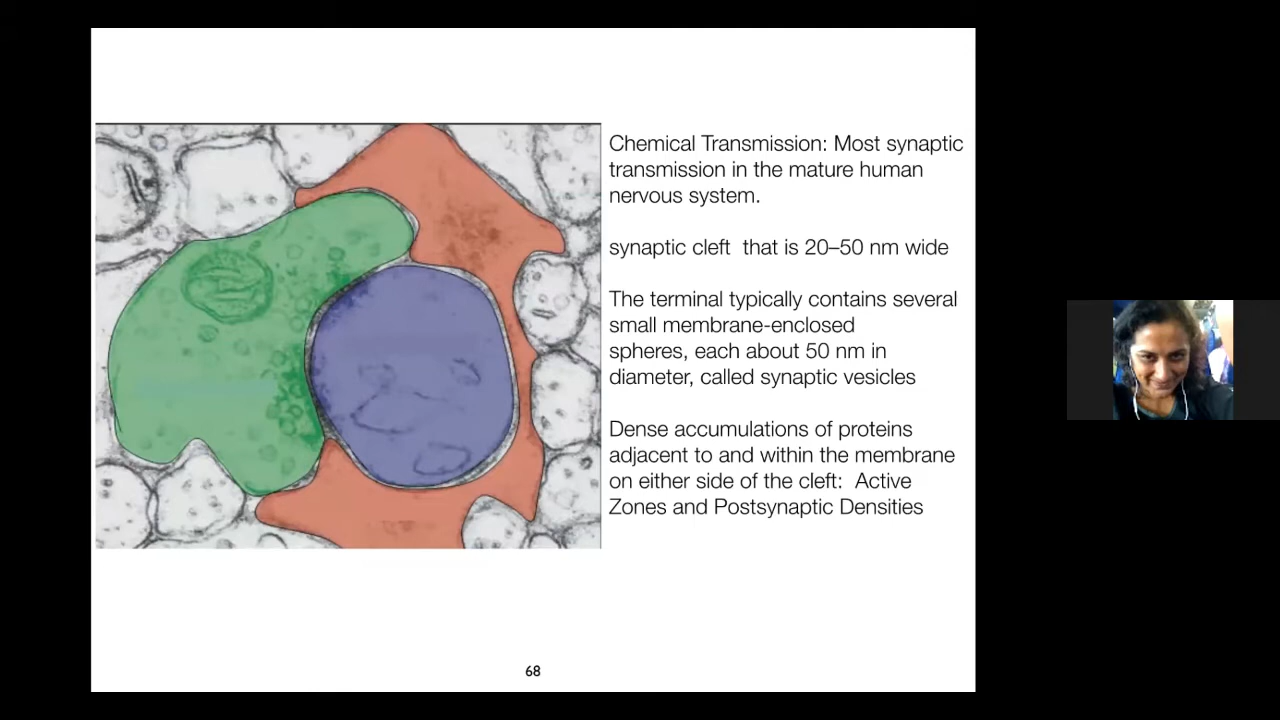 Chemical Transmission: Most synaptic
transmission in the mature human
nervous system.
synaptic cleft that is 20–50 nm wide
The terminal typically contains several
small membrane-enclosed
spheres, each about 50 nm in
diameter, called synaptic vesicles
Dense accumulations of proteins
adjacent to and within the membrane
on either side of the cleft: Active
Zones and Postsynaptic Densities
68